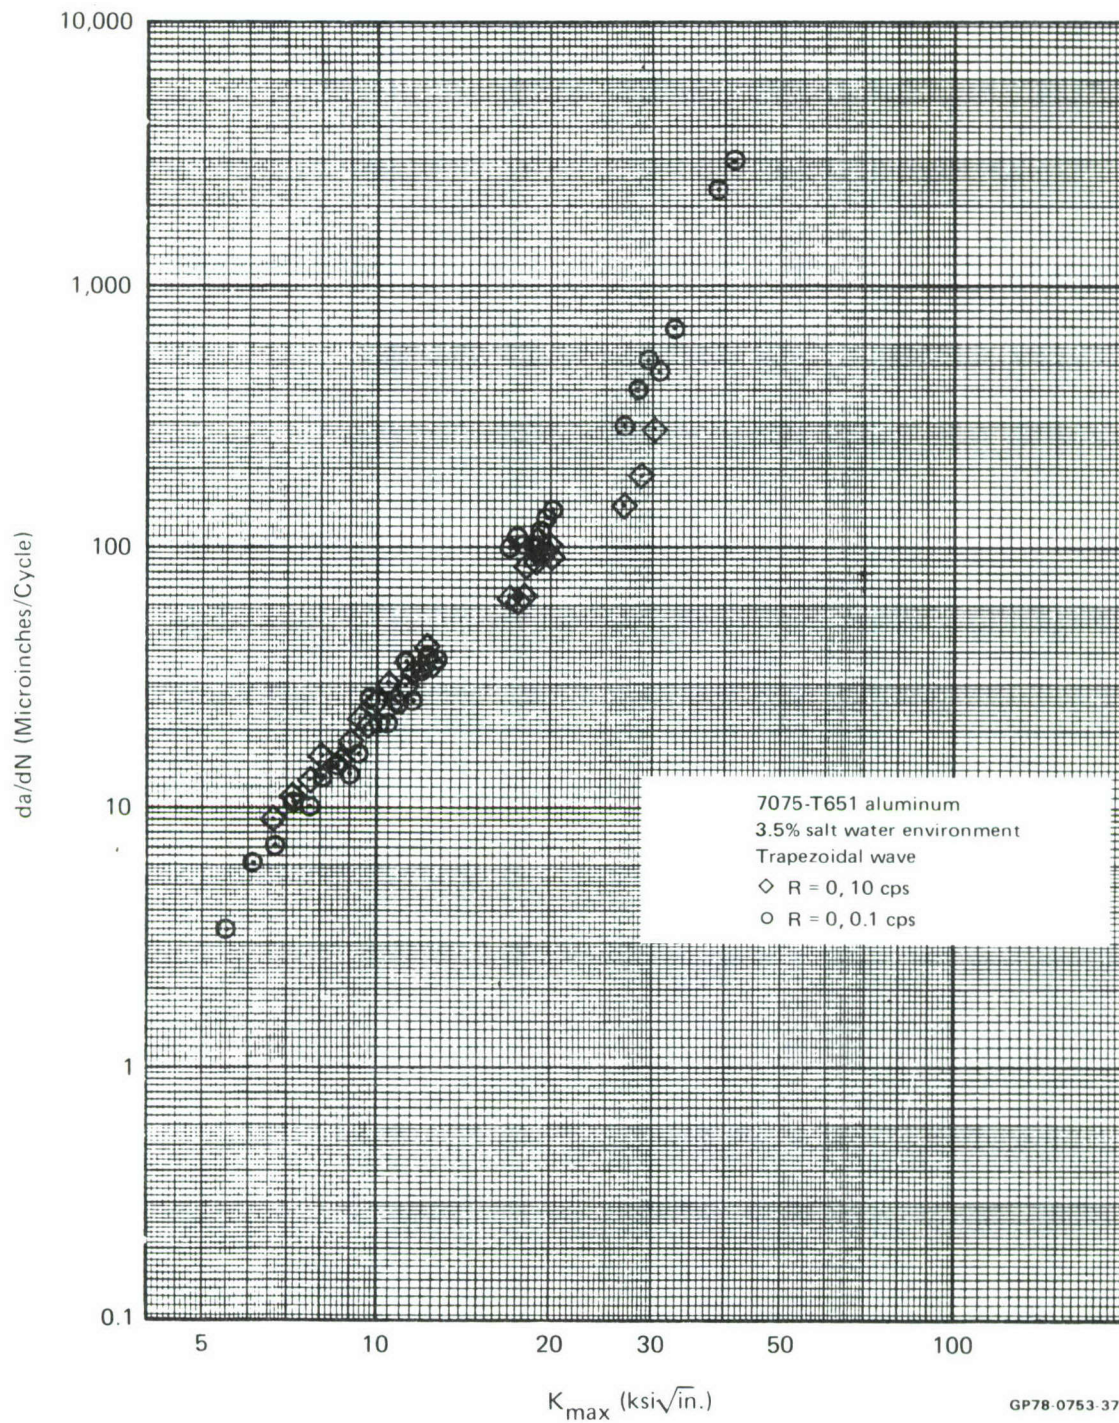 10,000
1,000
100
10
1
0.1
da/dN (Microinches/Cycle)
7075-T651 aluminum
3.5% salt water environment
Trapezoidal wave
◇ R = 0, 10 cps
○ R = 0, 0.1 cps
5 10 20 30 50 100
K_max (ksi√in.)
GP78-0753-37